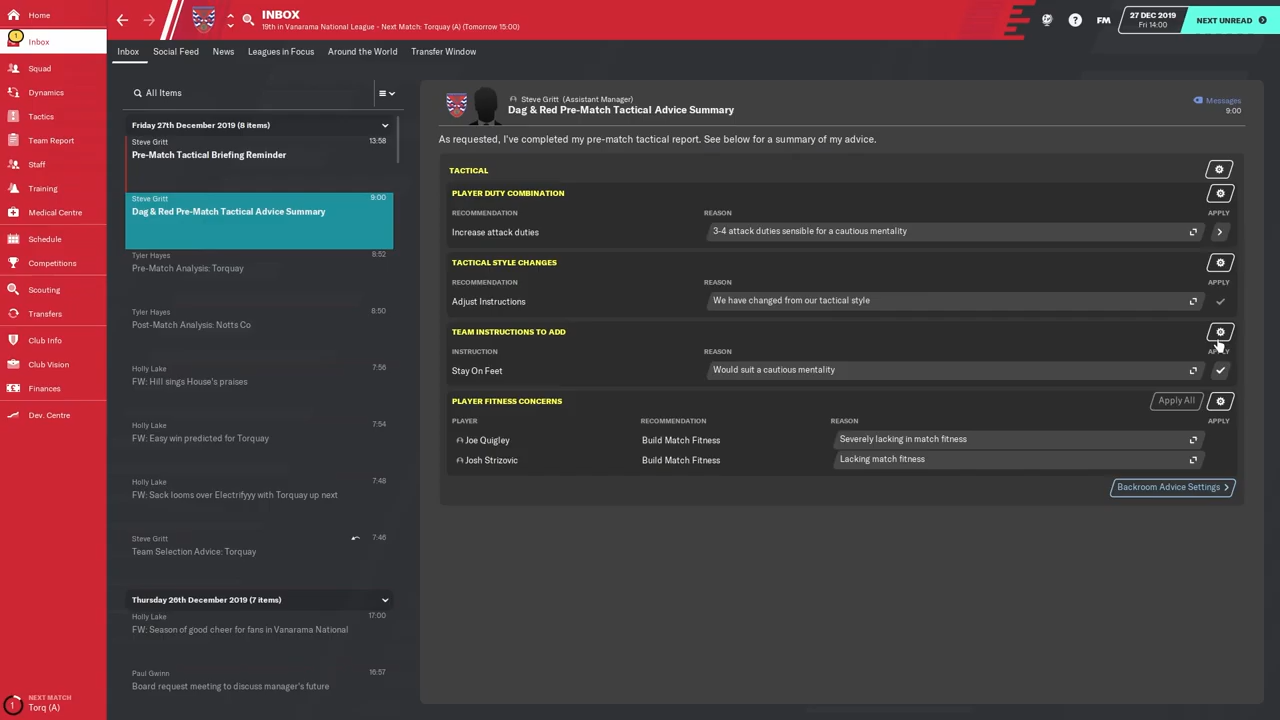 Home
1
Inbox
Squad
Dynamics
Tactics
Team Report
Staff
Training
Medical Centre
Schedule
Competitions
Scouting
Transfers
Club Info
Club Vision
Finances
Dev. Centre
1
NEXT MATCH
Torq (A)
INBOX
19th in Vanarama National League - Next Match: Torquay (A) (Tomorrow 15:00)
?
FM
27 DEC 2019
Fri 14:00
NEXT UNREAD
Inbox Social Feed News Leagues in Focus Around the World Transfer Window
All Items
Friday 27th December 2019 (8 items)
Steve Gritt 13:58
Pre-Match Tactical Briefing Reminder
Steve Gritt 9:00
Dag & Red Pre-Match Tactical Advice Summary
Tyler Hayes 8:52
Pre-Match Analysis: Torquay
Tyler Hayes 8:50
Post-Match Analysis: Notts Co
Holly Lake 7:56
FW: Hill sings House's praises
Holly Lake 7:54
FW: Easy win predicted for Torquay
Holly Lake 7:48
FW: Sack looms over Electrifyyy with Torquay up next
Steve Gritt 7:46
Team Selection Advice: Torquay
Thursday 26th December 2019 (7 items)
Holly Lake 17:00
FW: Season of good cheer for fans in Vanarama National
Paul Gwinn 16:57
Board request meeting to discuss manager's future
Steve Gritt (Assistant Manager)
Dag & Red Pre-Match Tactical Advice Summary
Messages
9:00
As requested, I've completed my pre-match tactical report. See below for a summary of my advice.
TACTICAL
PLAYER DUTY COMBINATION
RECOMMENDATION REASON APPLY
Increase attack duties 3-4 attack duties sensible for a cautious mentality
TACTICAL STYLE CHANGES
RECOMMENDATION REASON APPLY
Adjust Instructions We have changed from our tactical style
TEAM INSTRUCTIONS TO ADD
INSTRUCTION REASON APPLY
Stay On Feet Would suit a cautious mentality
PLAYER FITNESS CONCERNS Apply All
PLAYER RECOMMENDATION REASON APPLY
Joe Quigley Build Match Fitness Severely lacking in match fitness
Josh Strizovic Build Match Fitness Lacking match fitness
Backroom Advice Settings